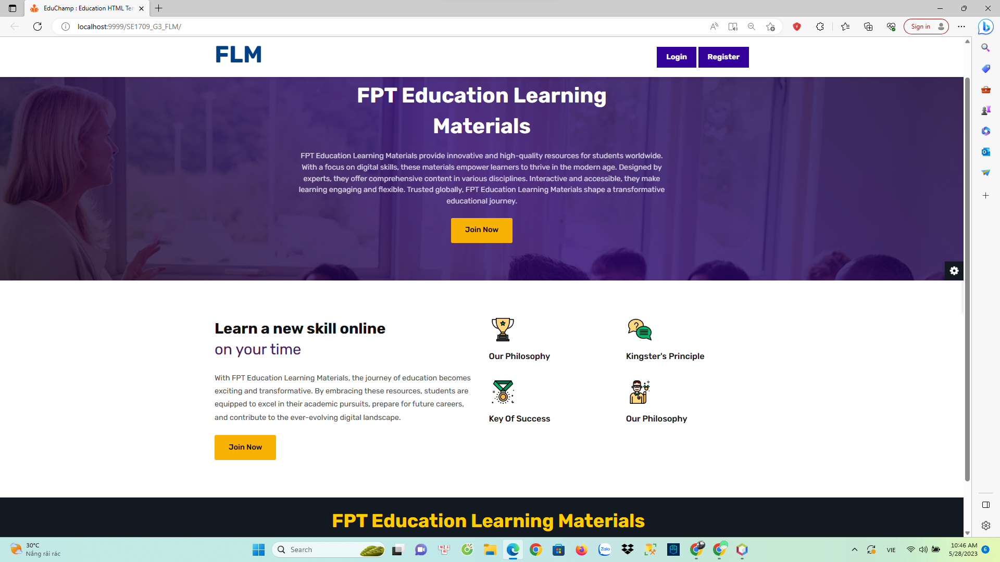 EduChamp : Education HTML Ten
localhost:9999/SE1709_G3_FLM/
Sign in
FLM
Login
Register
FPT Education Learning
Materials
FPT Education Learning Materials provide innovative and high-quality resources for students worldwide.
With a focus on digital skills, these materials empower learners to thrive in the modern age. Designed by
experts, they offer comprehensive content in various disciplines. Interactive and accessible, they make
learning engaging and flexible. Trusted globally, FPT Education Learning Materials shape a transformative
educational journey.
Join Now
Learn a new skill online
on your time
With FPT Education Learning Materials, the journey of education becomes
exciting and transformative. By embracing these resources, students are
equipped to excel in their academic pursuits, prepare for future careers,
and contribute to the ever-evolving digital landscape.
Join Now
Our Philosophy
Kingster's Principle
Key Of Success
Our Philosophy
FPT Education Learning Materials
30°C
Nắng rải rác
Search
Zalo
VIE
10:46 AM
5/28/2023
6